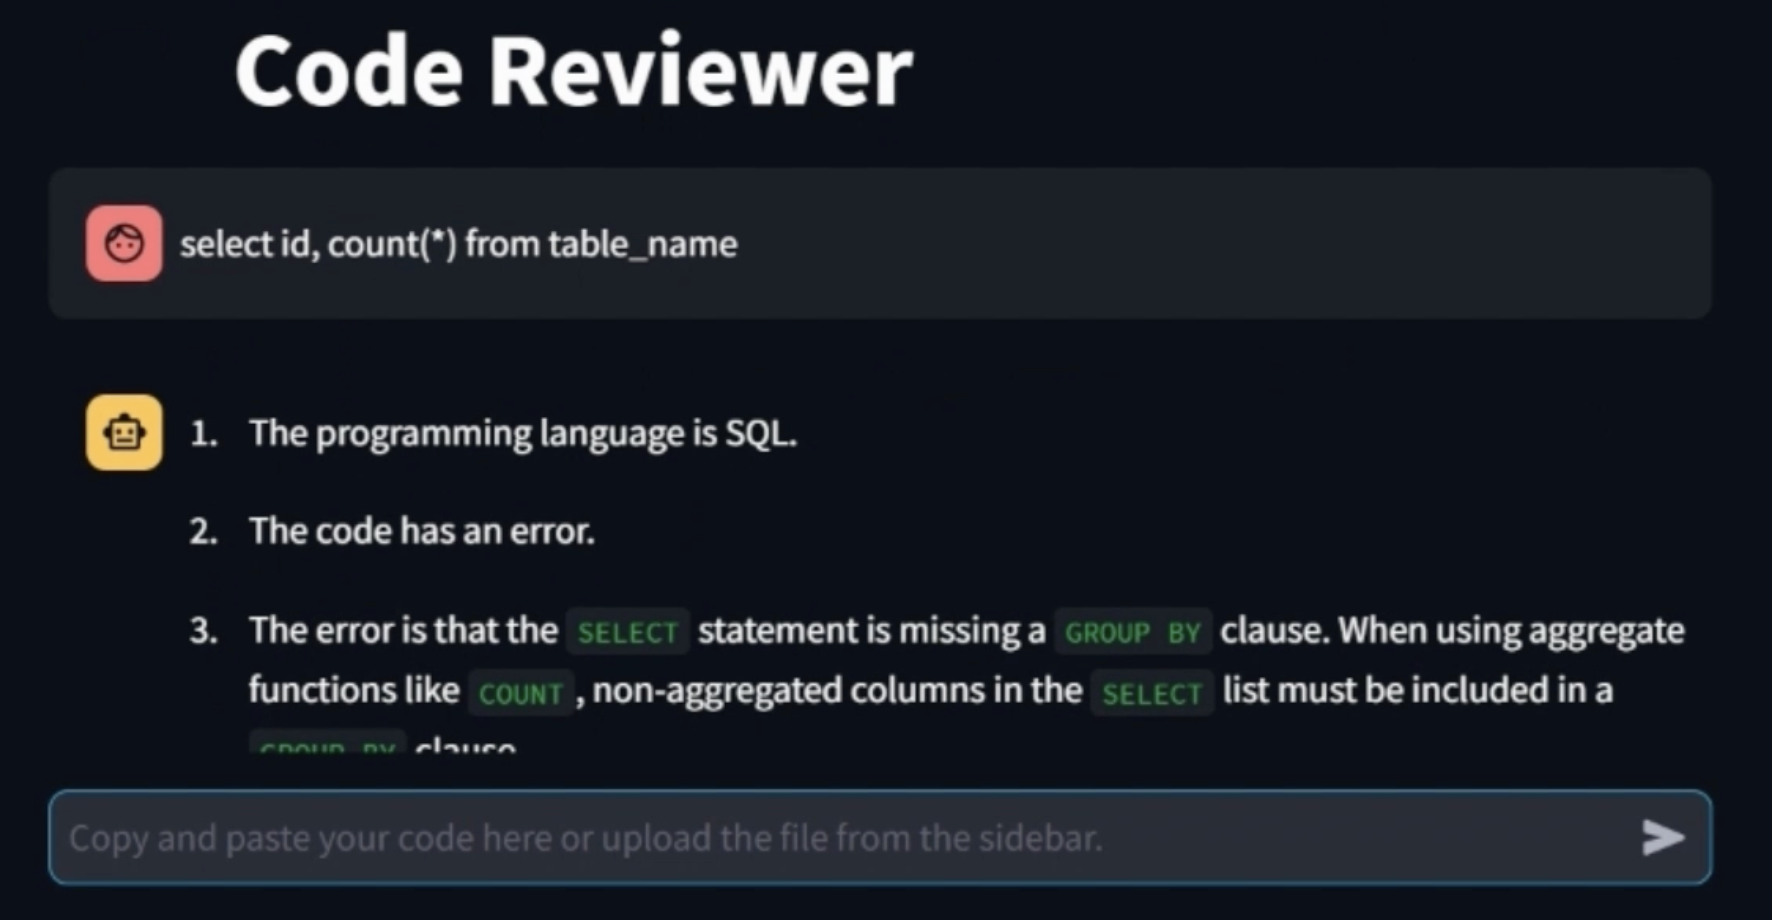 Code Reviewer
select id, count(*) from table_name
1. The programming language is SQL.
2. The code has an error.
3. The error is that the SELECT statement is missing a GROUP BY clause. When using aggregate
functions like COUNT, non-aggregated columns in the SELECT list must be included in a
GROUP BY clause
Copy and paste your code here or upload the file from the sidebar.